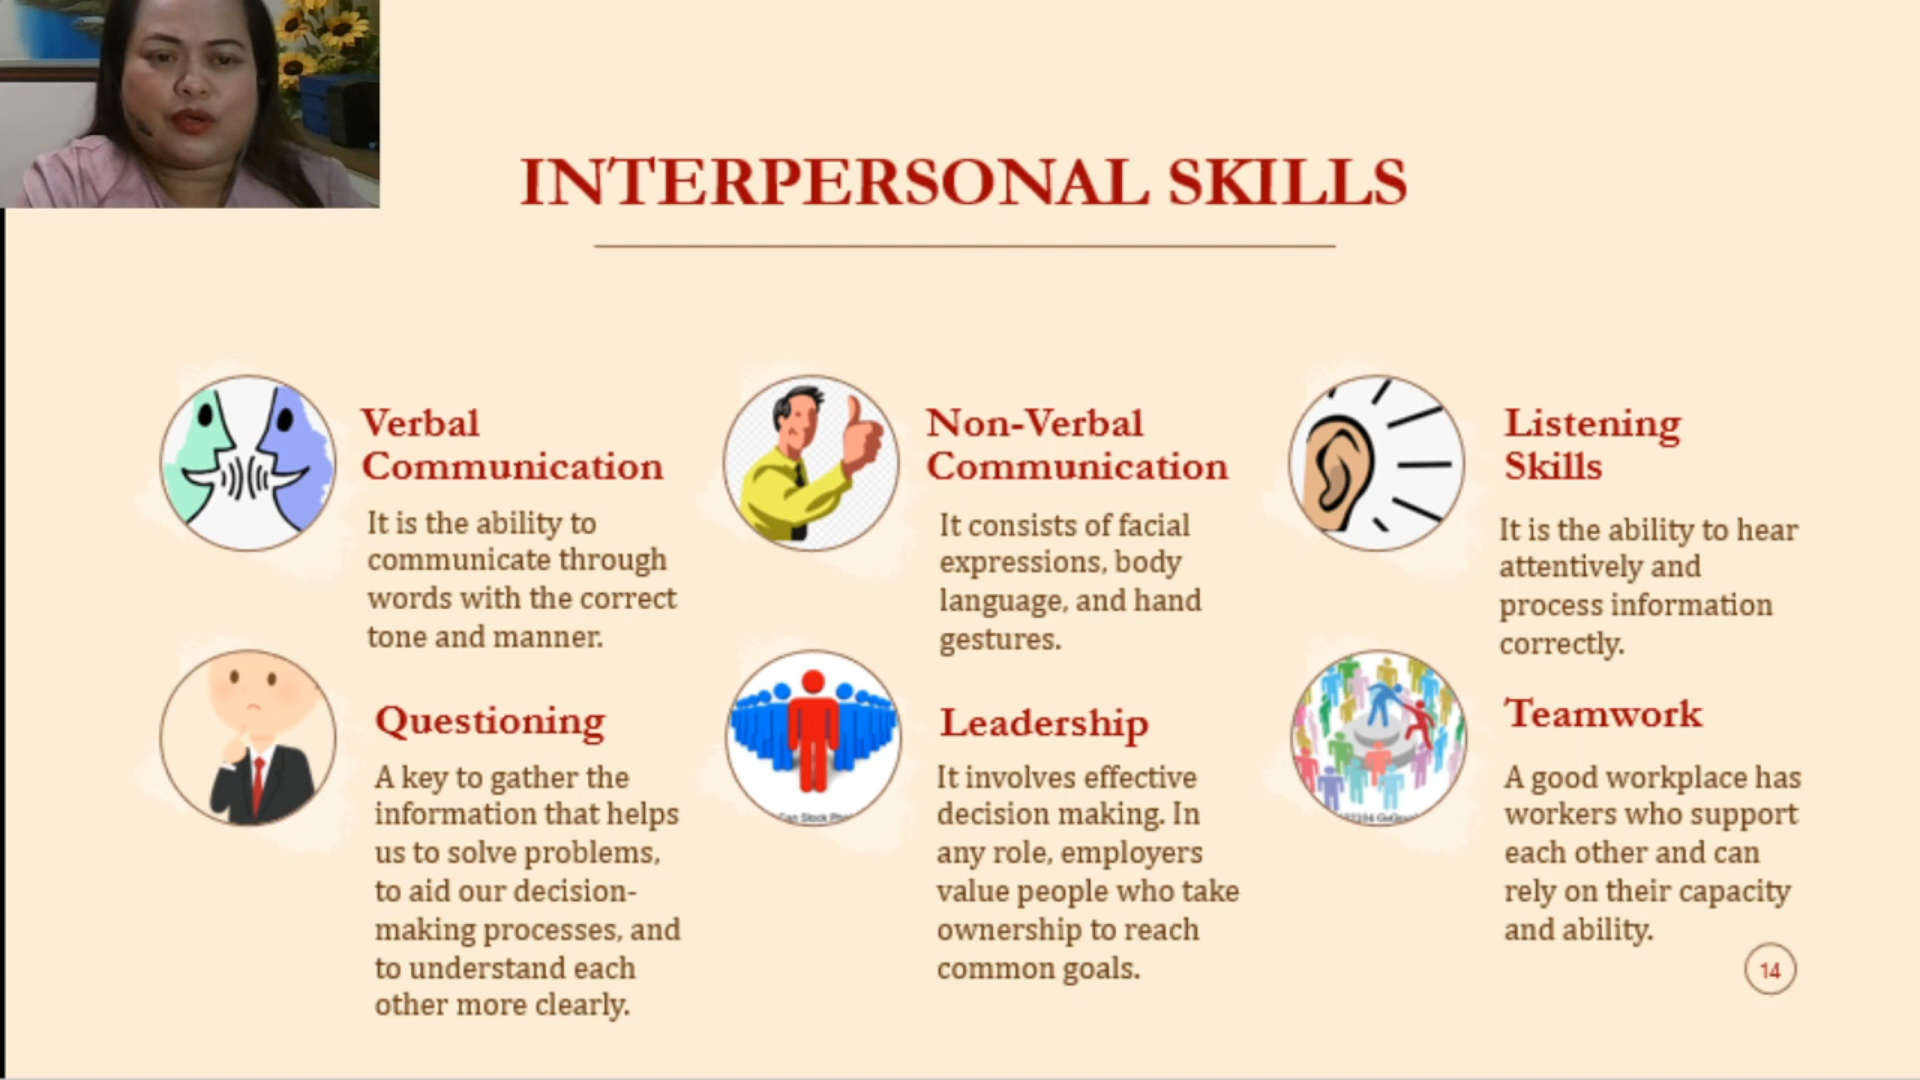 INTERPERSONAL SKILLS
Verbal
Communication
It is the ability to
communicate through
words with the correct
tone and manner.
Non-Verbal
Communication
It consists of facial
expressions, body
language, and hand
gestures.
Listening
Skills
It is the ability to hear
attentively and
process information
correctly.
Questioning
A key to gather the
information that helps
us to solve problems,
to aid our decision-
making processes, and
to understand each
other more clearly.
Leadership
It involves effective
decision making. In
any role, employers
value people who take
ownership to reach
common goals.
Can Stock
Teamwork
A good workplace has
workers who support
each other and can
rely on their capacity
and ability.
14